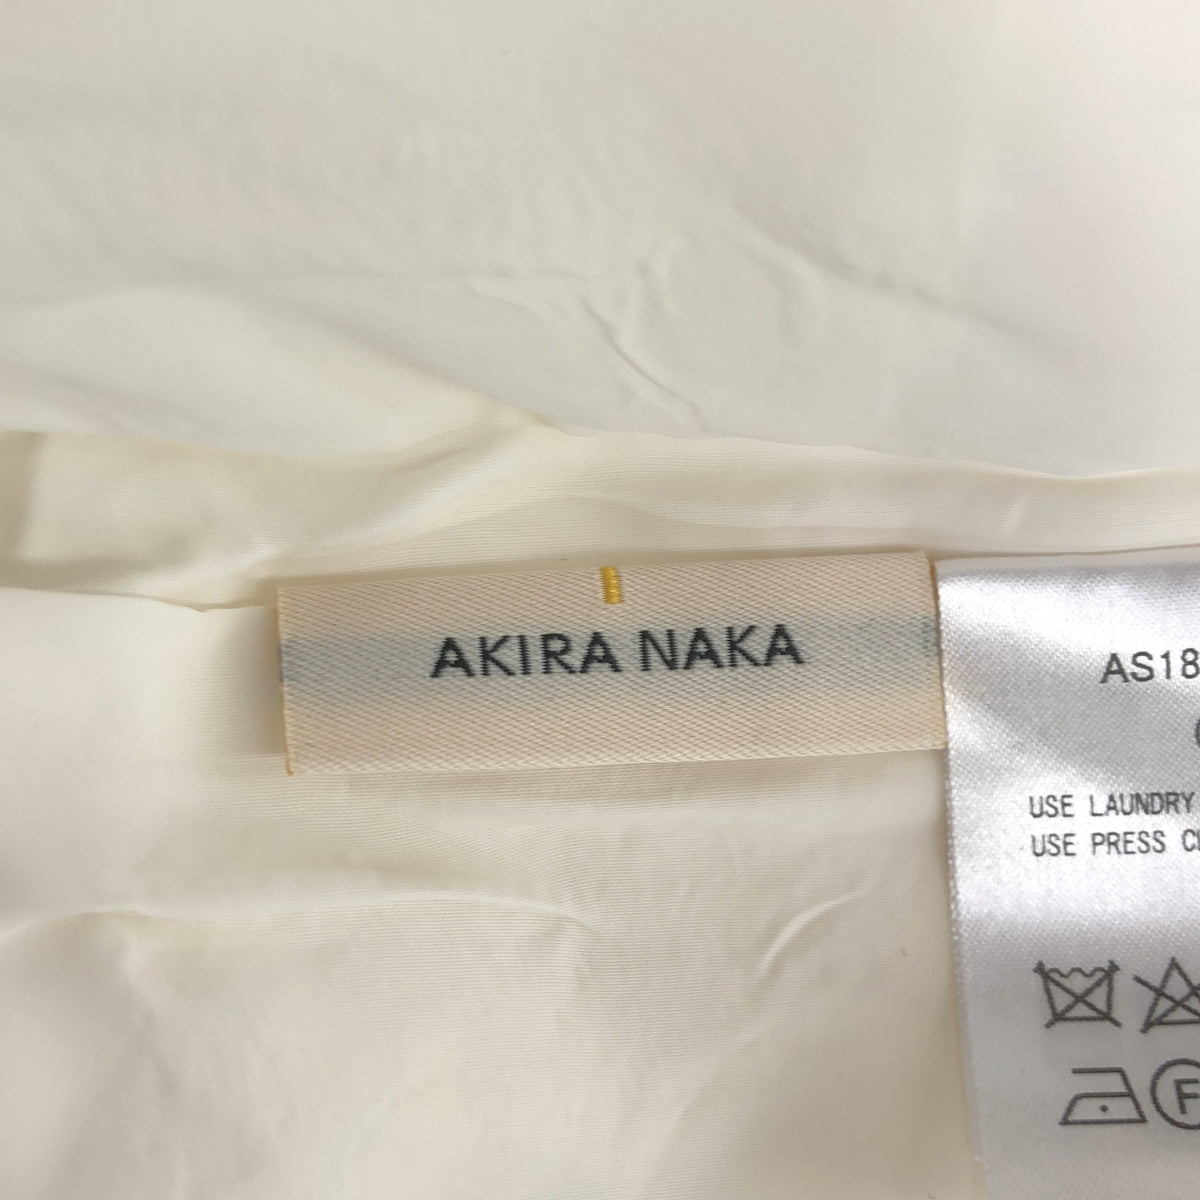 AKIRA NAKA
AS18
USE LAUNDRY
USE PRESS
F